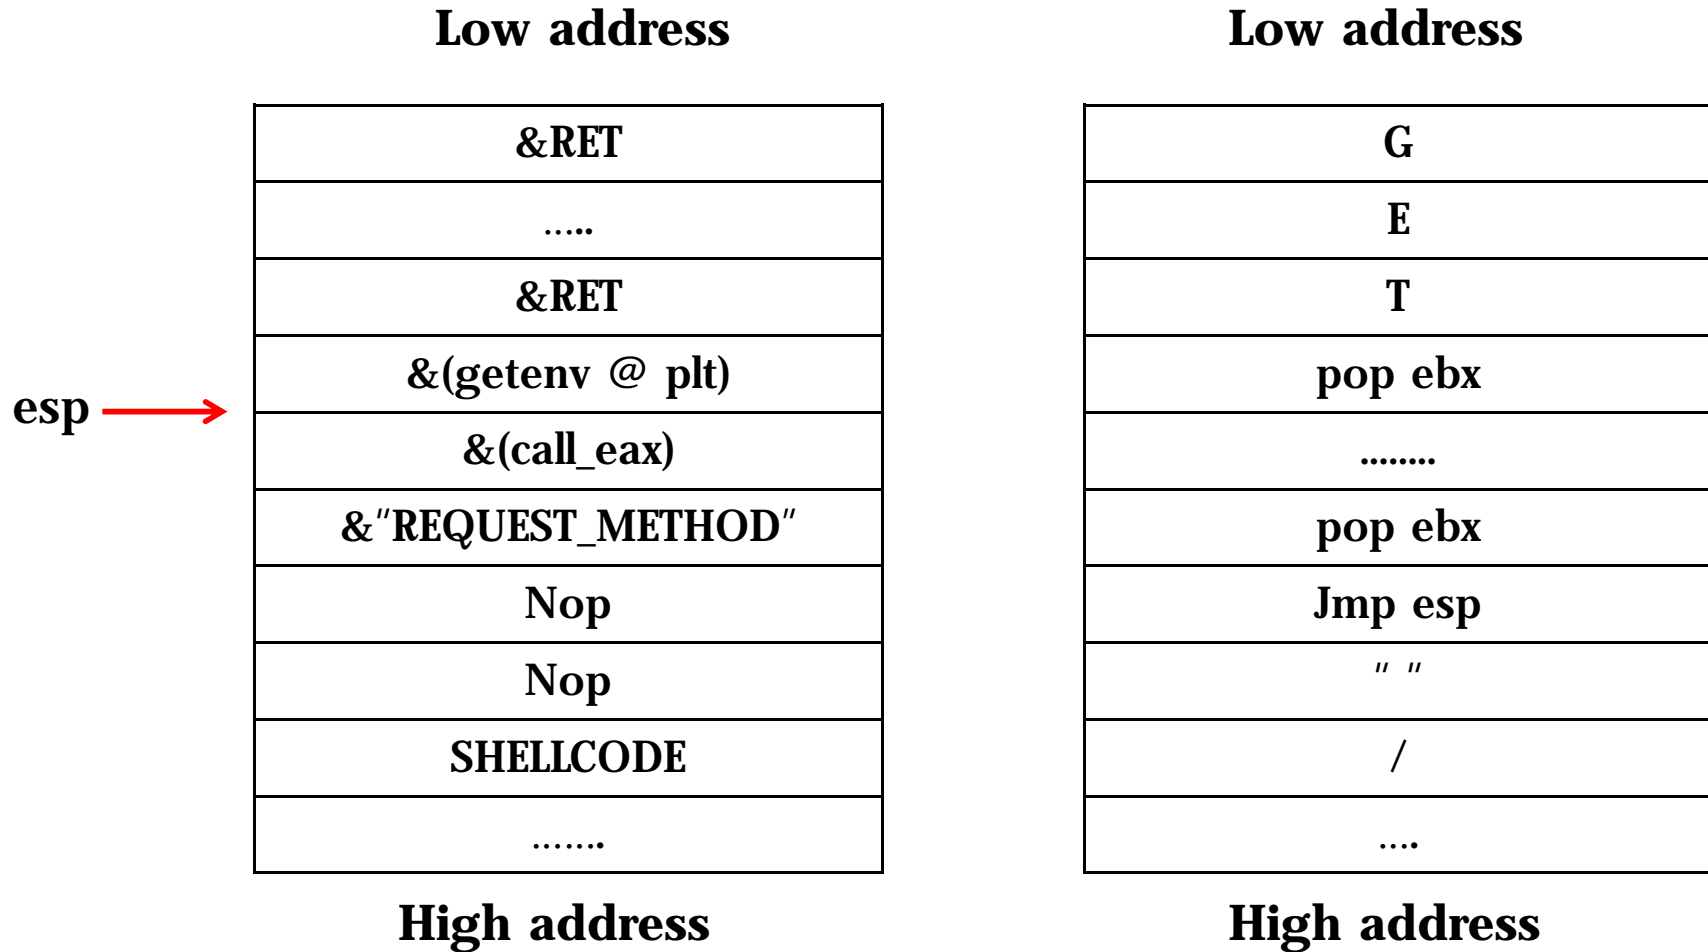 Low address
&RET
.....
&RET
&(getenv @ plt)
esp
&(call_eax)
&"REQUEST_METHOD"
Nop
Nop
SHELLCODE
.......
High address
Low address
G
E
T
pop ebx
........
pop ebx
Jmp esp
" "
/
....
High address